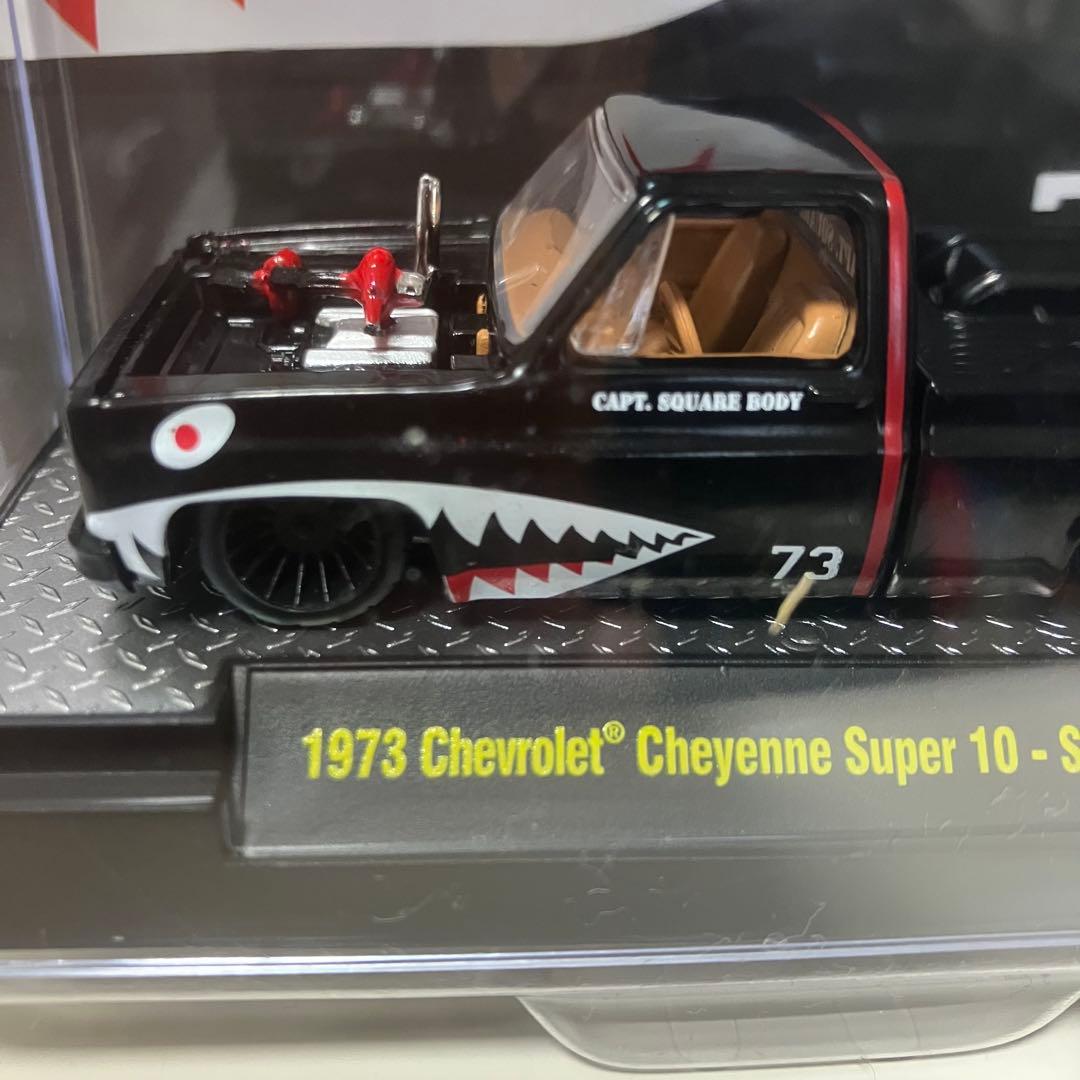 CAPT. SQUARE BODY
73
1973 Chevrolet® Cheyenne Super 10 - S